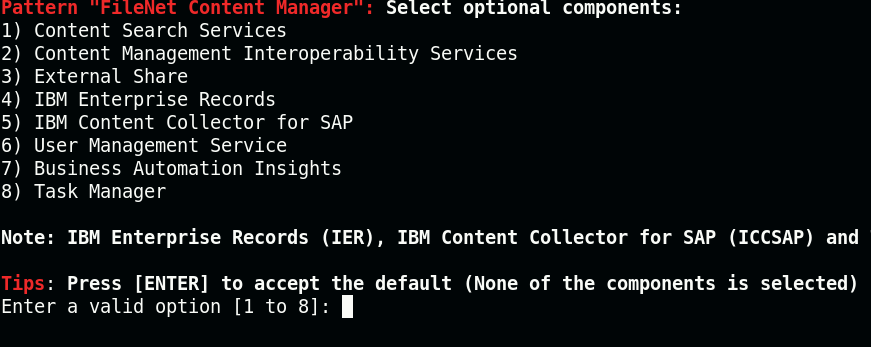 Pattern "FileNet Content Manager": Select optional components:
1) Content Search Services
2) Content Management Interoperability Services
3) External Share
4) IBM Enterprise Records
5) IBM Content Collector for SAP
6) User Management Service
7) Business Automation Insights
8) Task Manager
Note: IBM Enterprise Records (IER), IBM Content Collector for SAP (ICCSAP) and
Tips: Press [ENTER] to accept the default (None of the components is selected)
Enter a valid option [1 to 8]: